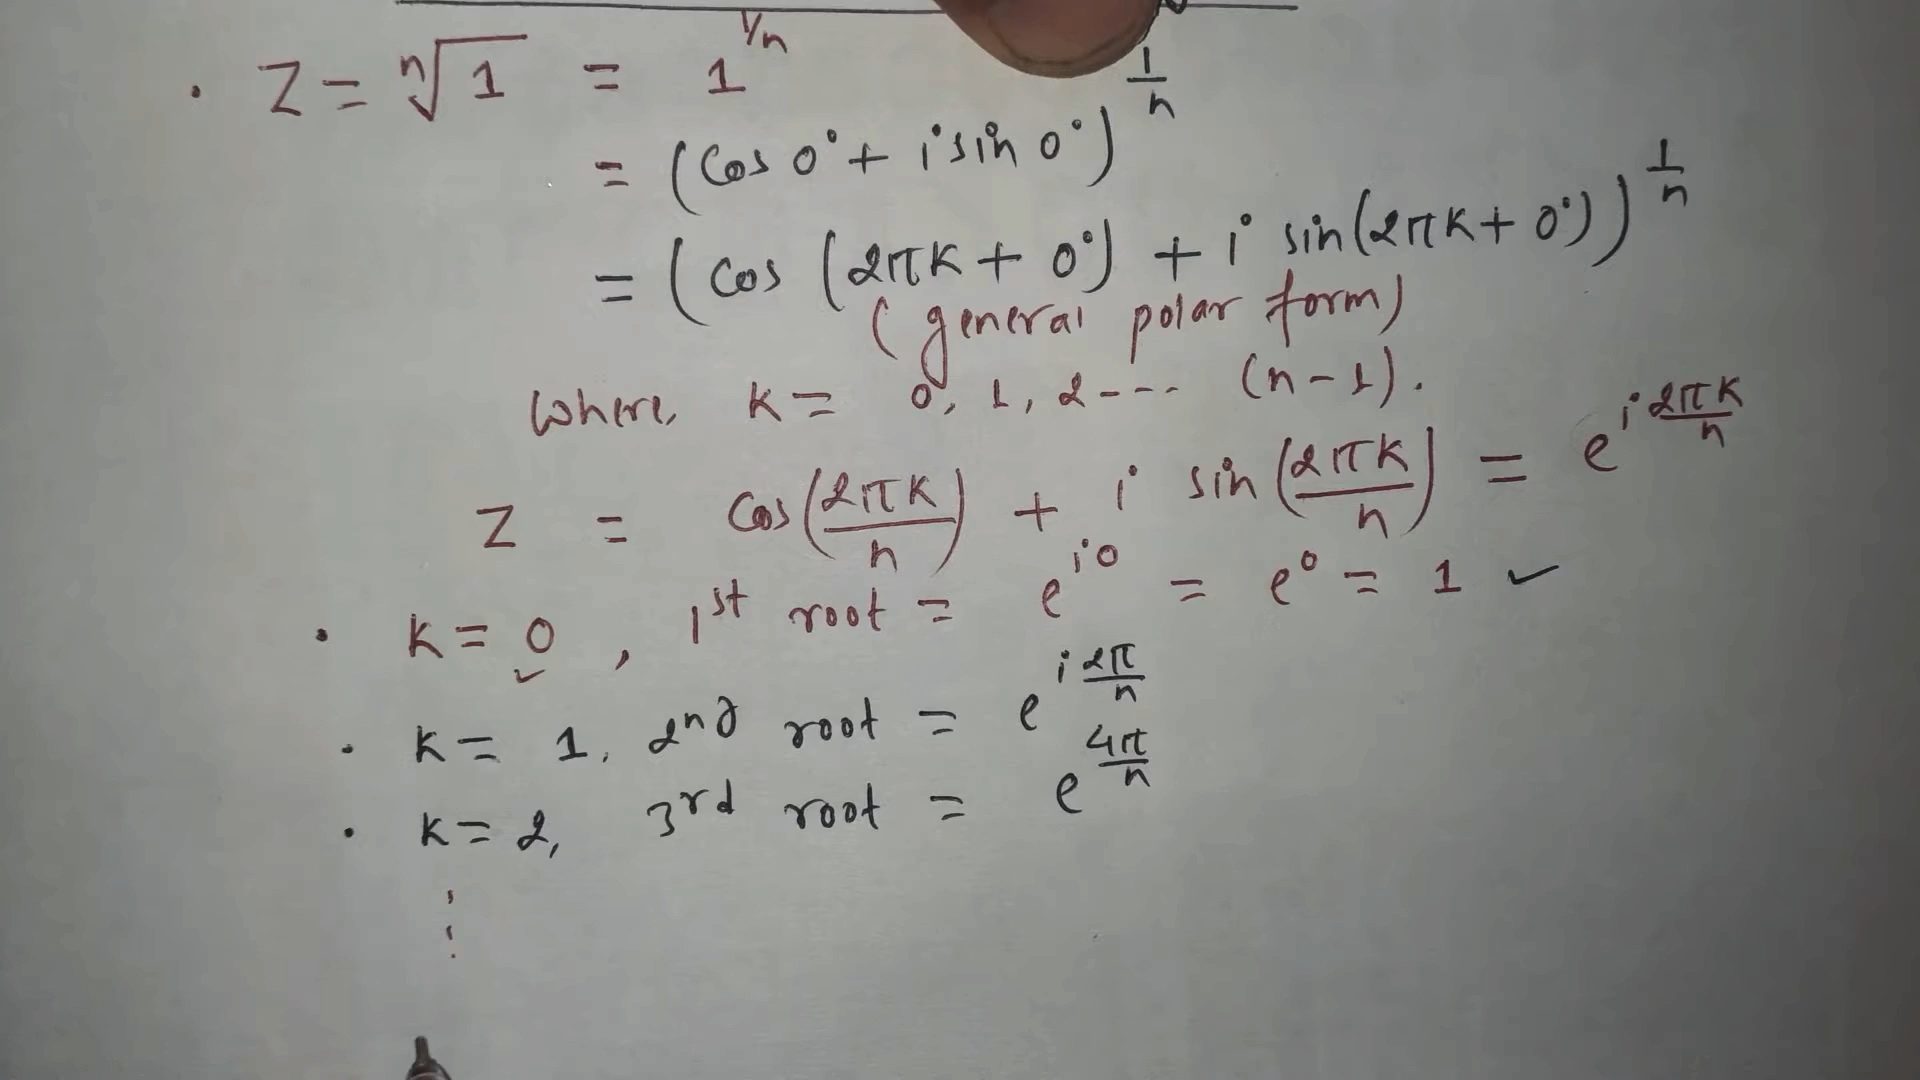 · Z = ⁿ√1 = 1^(1/n)
= (cos 0° + i sin 0°)^(1/n)
= (cos (2πk + 0°) + i sin(2πk + 0°))^(1/n)
(general polar form)
where, k = 0, 1, 2---- (n-1).
Z = cos(2πk/n) + i sin(2πk/n) = e^(i 2πk/n)
· k = 0, 1st root = e^(i0) = e^0 = 1 ✓
· k = 1, 2nd root = e^(i 2π/n)
· k = 2, 3rd root = e^(4π/n)
⋮